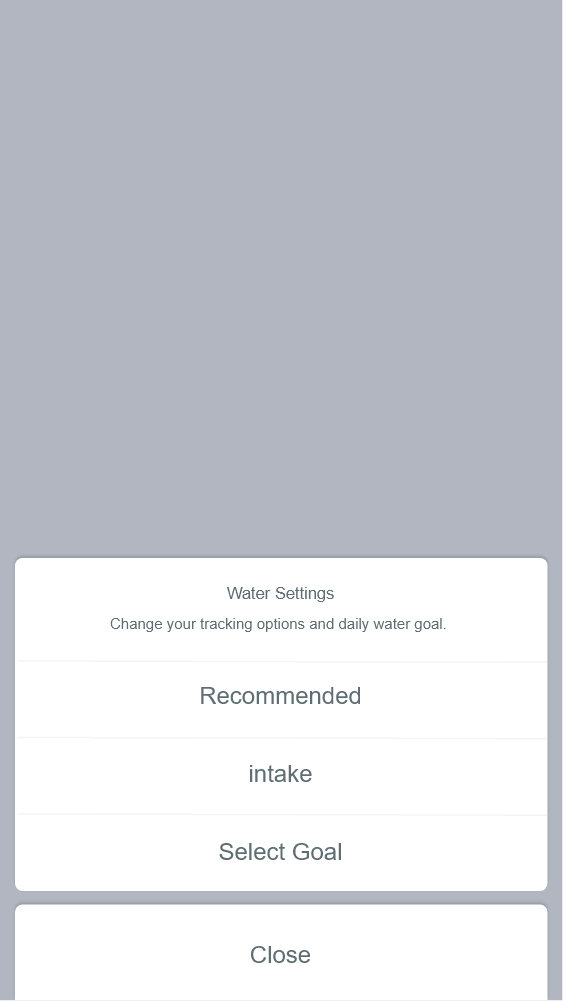 Water Settings
Change your tracking options and daily water goal.
Recommended
intake
Select Goal
Close